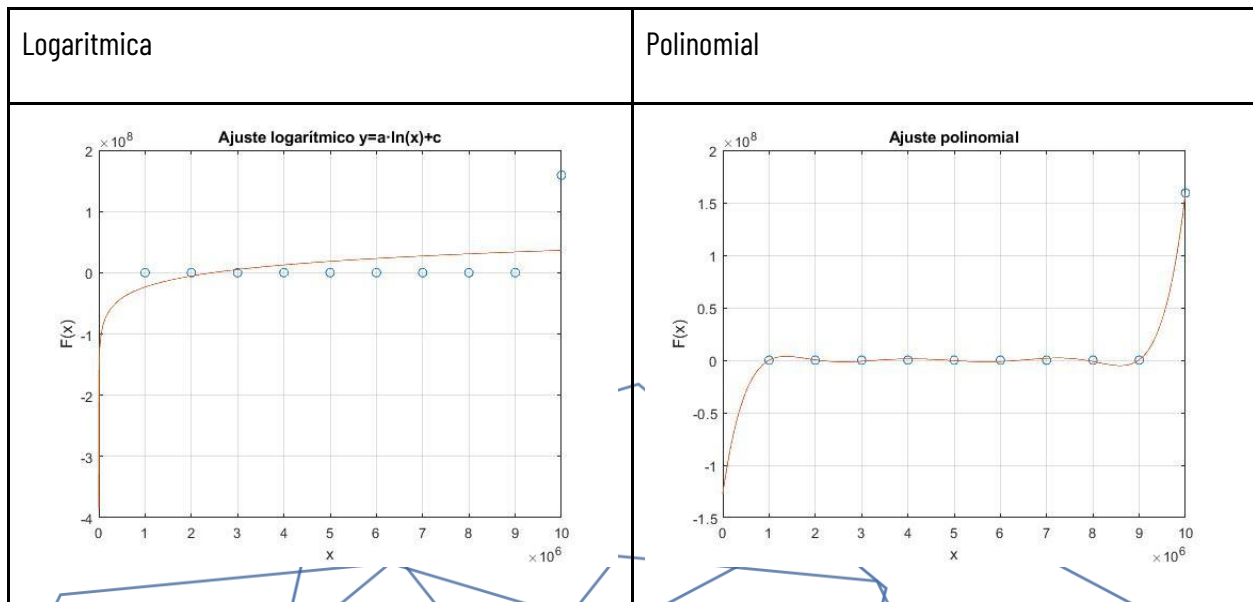 Logaritmica
Polinomial
Ajuste logarítmico y=a·ln(x)+c
×10^8
2
1
0
-1
-2
-3
-4
F(x)
0 1 2 3 4 5 6 7 8 9 10
x
×10^6
Ajuste polinomial
×10^8
2
1.5
1
0.5
0
-0.5
-1
-1.5
F(x)
0 1 2 3 4 5 6 7 8 9 10
x
×10^6